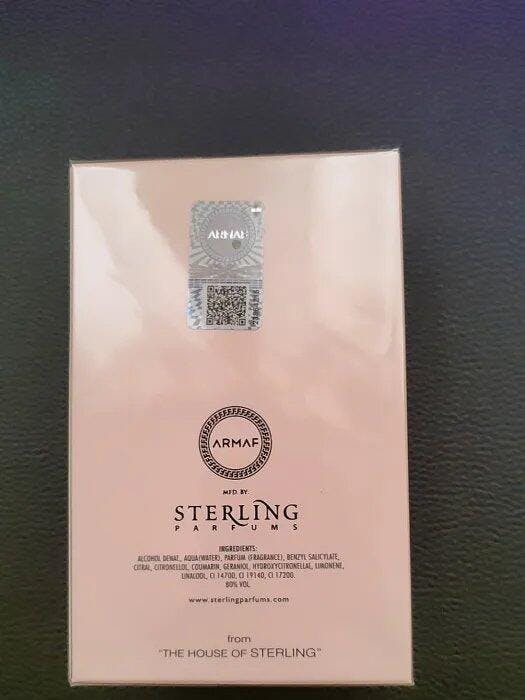 ARMAF
ARMAF
MFD. BY:
STERLING
PARFUMS
INGREDIENTS:
ALCOHOL DENAT., AQUA(WATER), PARFUM (FRAGRANCE), BENZYL SALICYLATE,
CITRAL, CITRONELLOL, COUMARIN, GERANIOL, HYDROXYCITRONELLAL, LIMONENE,
LINALOOL, CI 14700, CI 19140, CI 17200.
80% VOL.
www.sterlingparfums.com
from
"THE HOUSE OF STERLING"